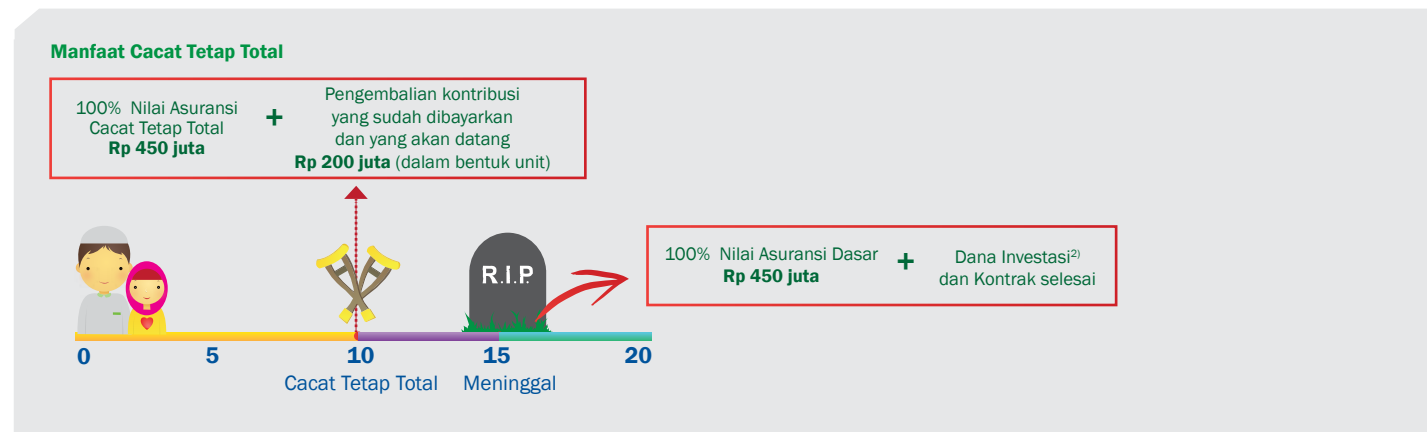 Manfaat Cacat Tetap Total
100% Nilai Asuransi
Cacat Tetap Total
Rp 450 juta
+
Pengembalian kontribusi
yang sudah dibayarkan
dan yang akan datang
Rp 200 juta (dalam bentuk unit)
R.I.P
100% Nilai Asuransi Dasar
Rp 450 juta
+
Dana Investasi2)
dan Kontrak selesai
0 5 10 15 20
Cacat Tetap Total Meninggal